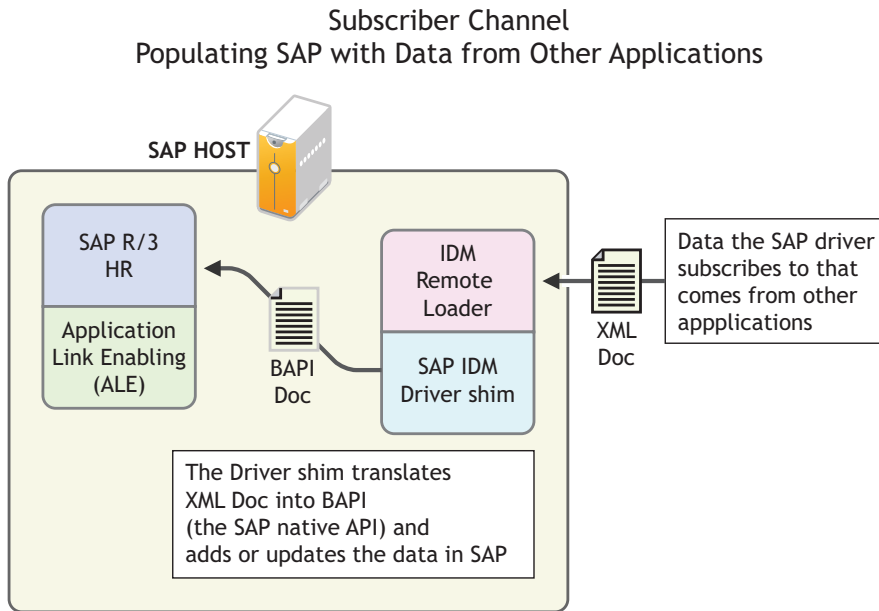 Subscriber Channel
Populating SAP with Data from Other Applications
SAP HOST
SAP R/3
HR
Application
Link Enabling
(ALE)
BAPI
Doc
IDM
Remote
Loader
SAP IDM
Driver shim
XML
Doc
Data the SAP driver
subscribes to that
comes from other
appplications
The Driver shim translates
XML Doc into BAPI
(the SAP native API) and
adds or updates the data in SAP